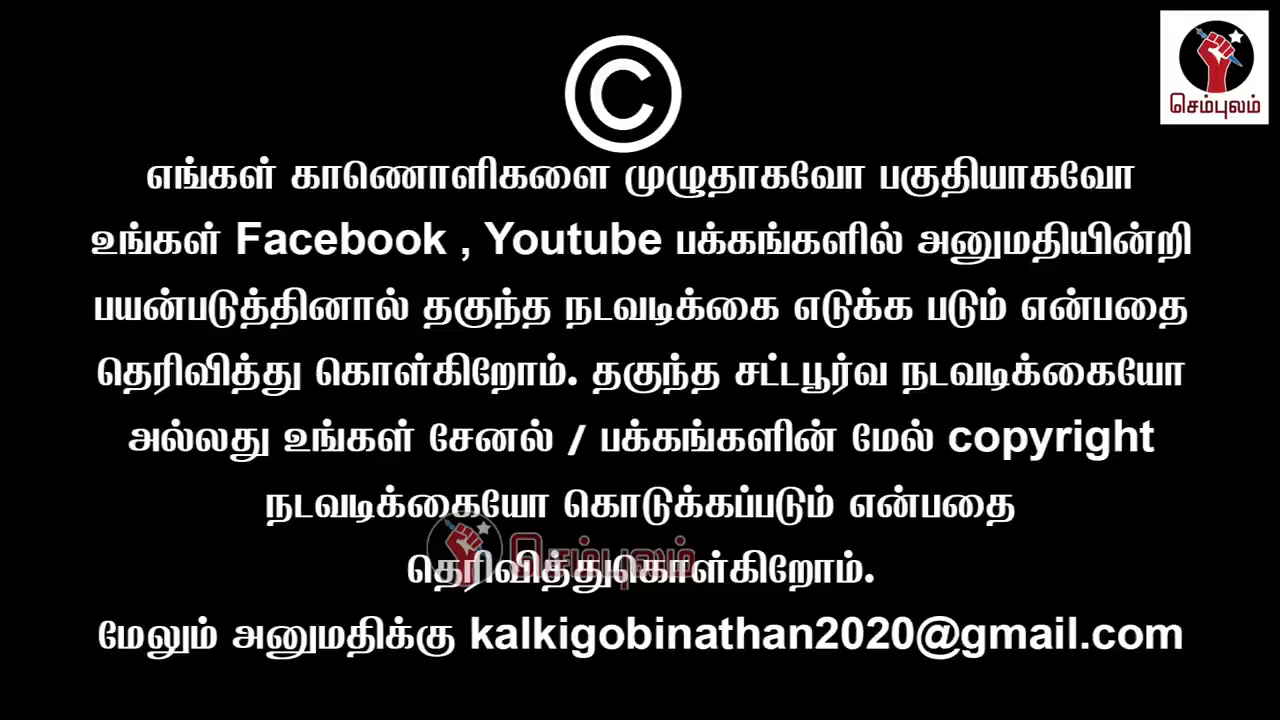 ©
செம்புலம்
எங்கள் காணொளிகளை முழுதாகவோ பகுதியாகவோ
உங்கள் Facebook , Youtube பக்கங்களில் அனுமதியின்றி
பயன்படுத்தினால் தகுந்த நடவடிக்கை எடுக்க படும் என்பதை
தெரிவித்து கொள்கிறோம். தகுந்த சட்டபூர்வ நடவடிக்கையோ
அல்லது உங்கள் சேனல் / பக்கங்களின் மேல் copyright
நடவடிக்கையோ கொடுக்கப்படும் என்பதை
செம்புலம்
தெரிவித்துகொள்கிறோம்.
மேலும் அனுமதிக்கு kalkigobinathan2020@gmail.com